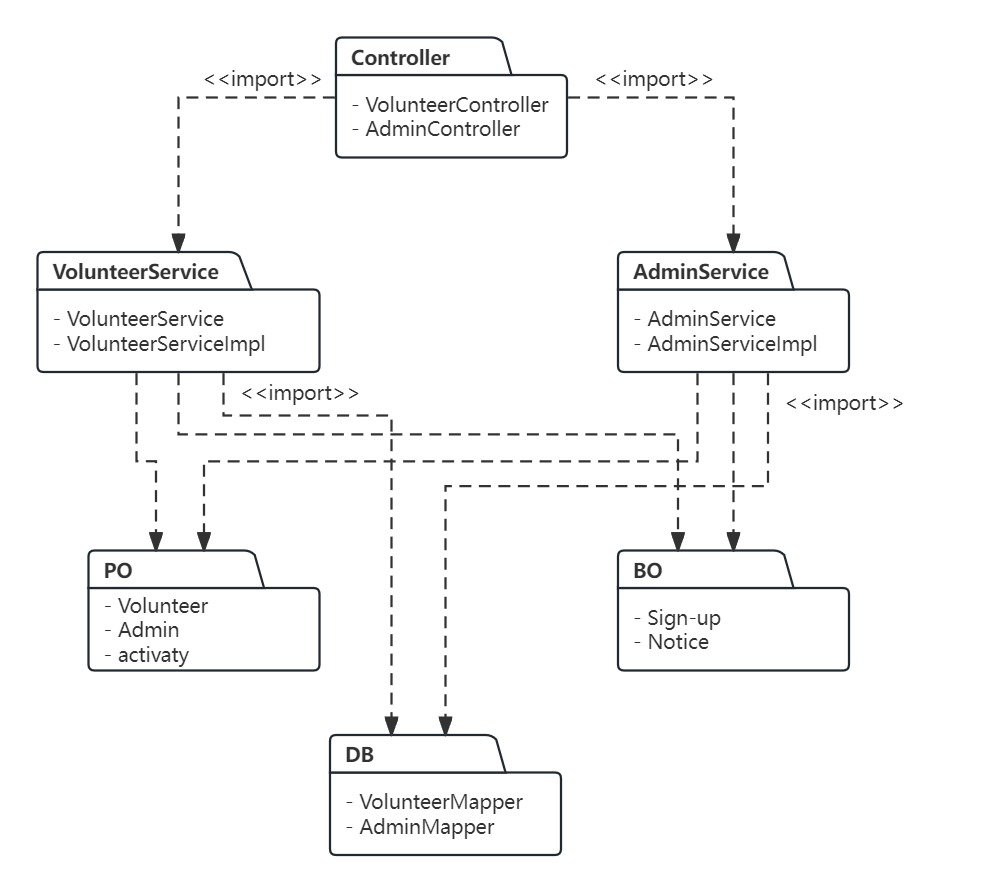 Controller
<<import>>
<<import>>
- VolunteerController
- AdminController
VolunteerService
- VolunteerService
- VolunteerServiceImpl
AdminService
- AdminService
- AdminServiceImpl
<<import>>
<<import>>
PO
- Volunteer
- Admin
- activaty
BO
- Sign-up
- Notice
DB
- VolunteerMapper
- AdminMapper